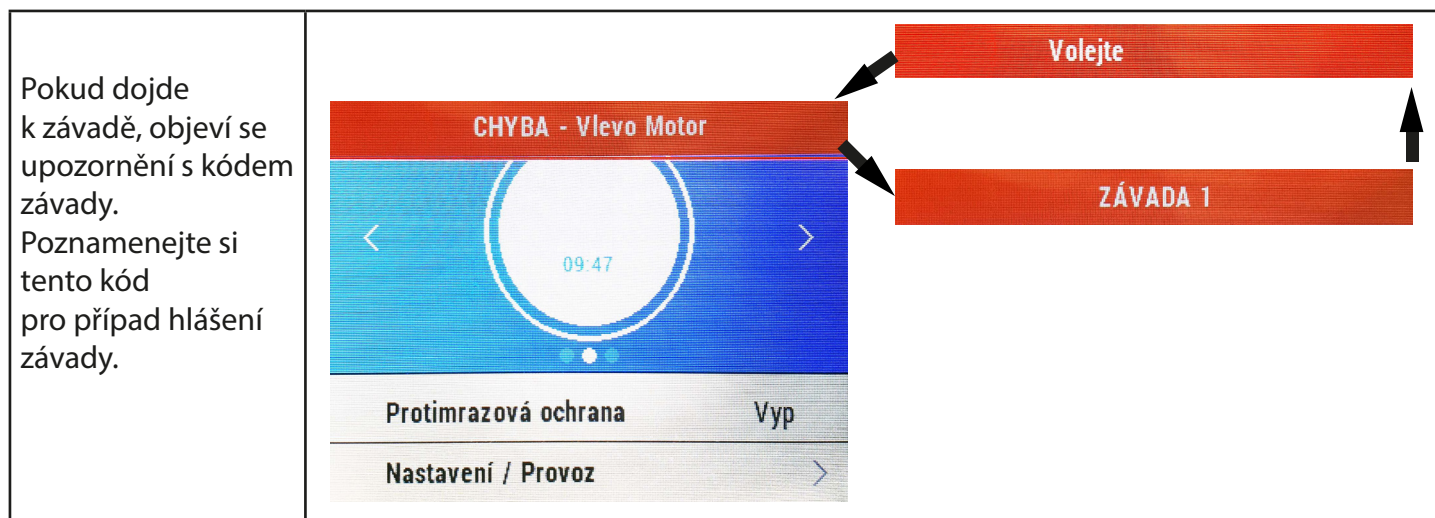 Pokud dojde
k závadě, objeví se
upozornění s kódem
závady.
Poznamenejte si
tento kód
pro případ hlášení
závady.
CHYBA - Vlevo Motor
09:47
Protimrazová ochrana Vyp
Nastavení / Provoz
ZÁVADA 1
Volejte